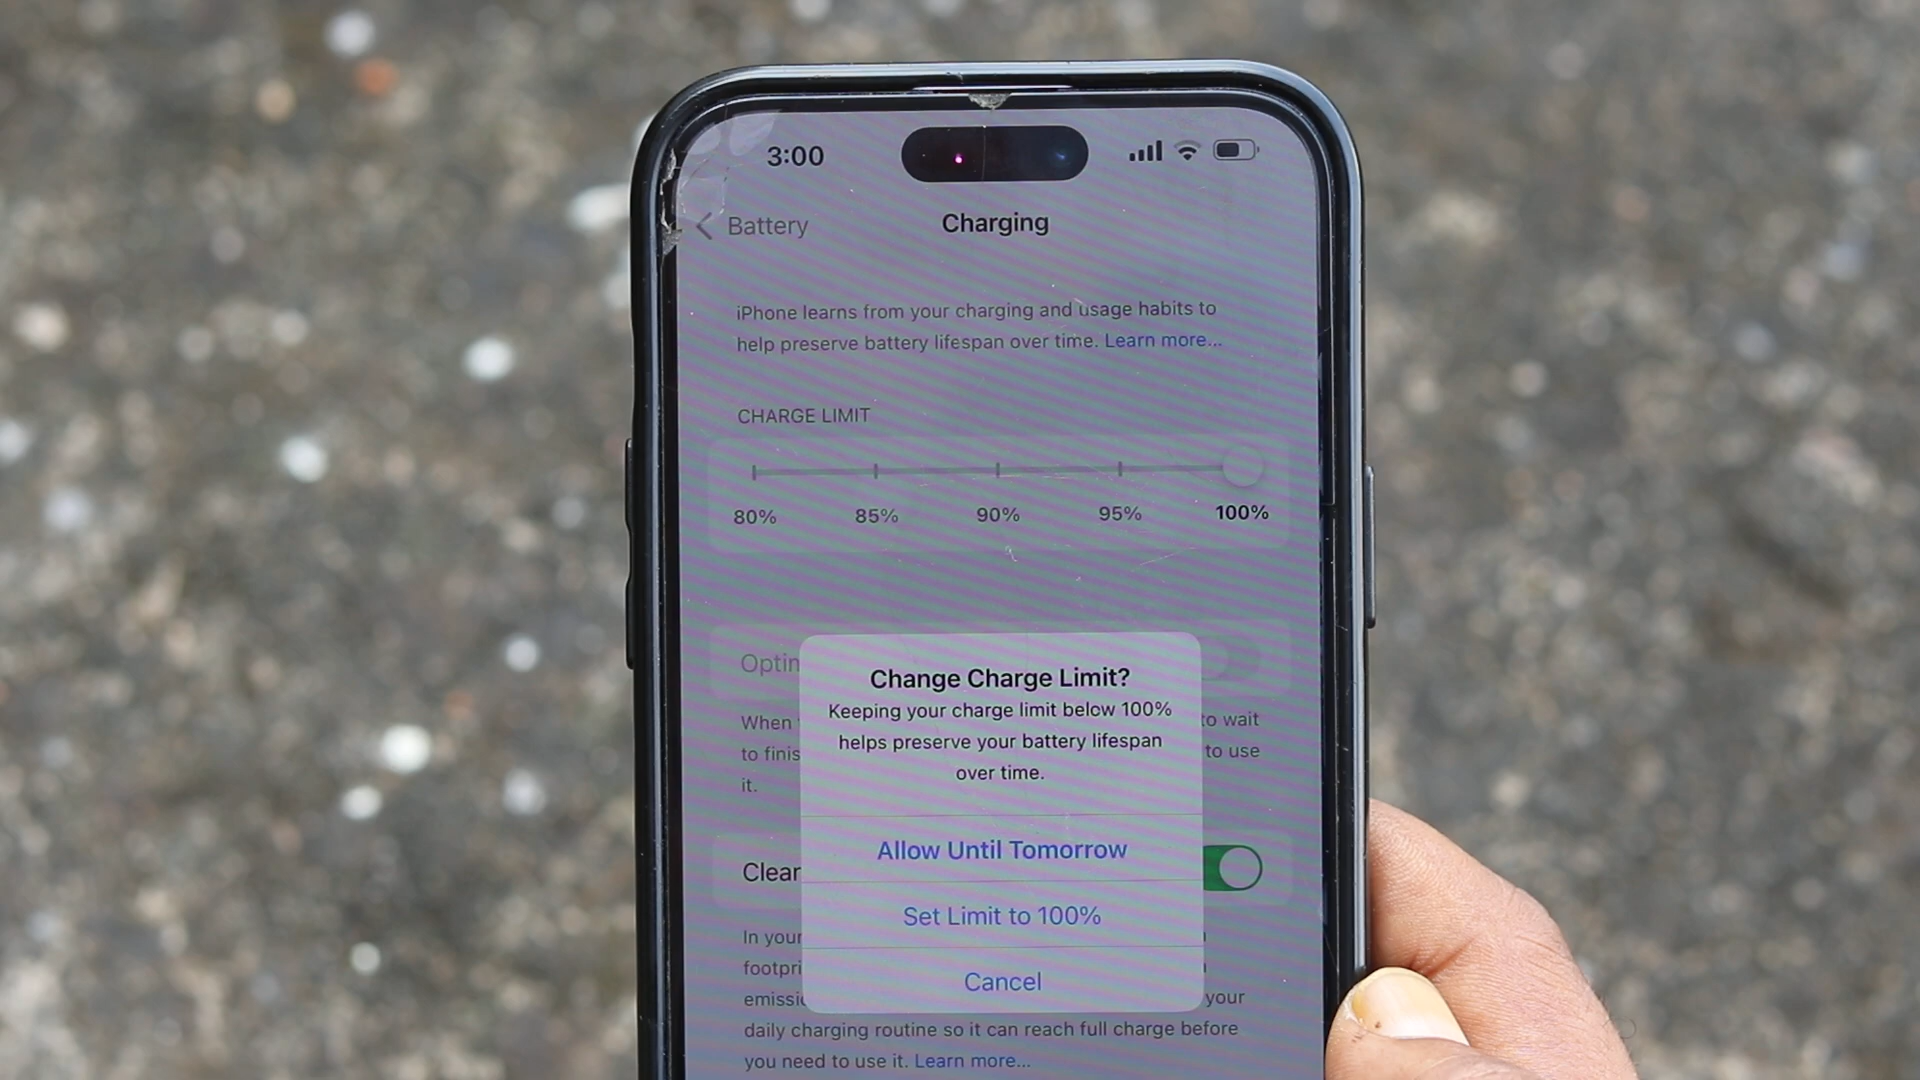 3:00
Battery
Charging
iPhone learns from your charging and usage habits to
help preserve battery lifespan over time. Learn more...
CHARGE LIMIT
80% 85% 90% 95% 100%
Change Charge Limit?
Keeping your charge limit below 100%
helps preserve your battery lifespan
over time.
Allow Until Tomorrow
Set Limit to 100%
Cancel
When
to wait
to finis
to use
it.
Clear
In your
footpri
emissio
your
daily charging routine so it can reach full charge before
you need to use it. Learn more...